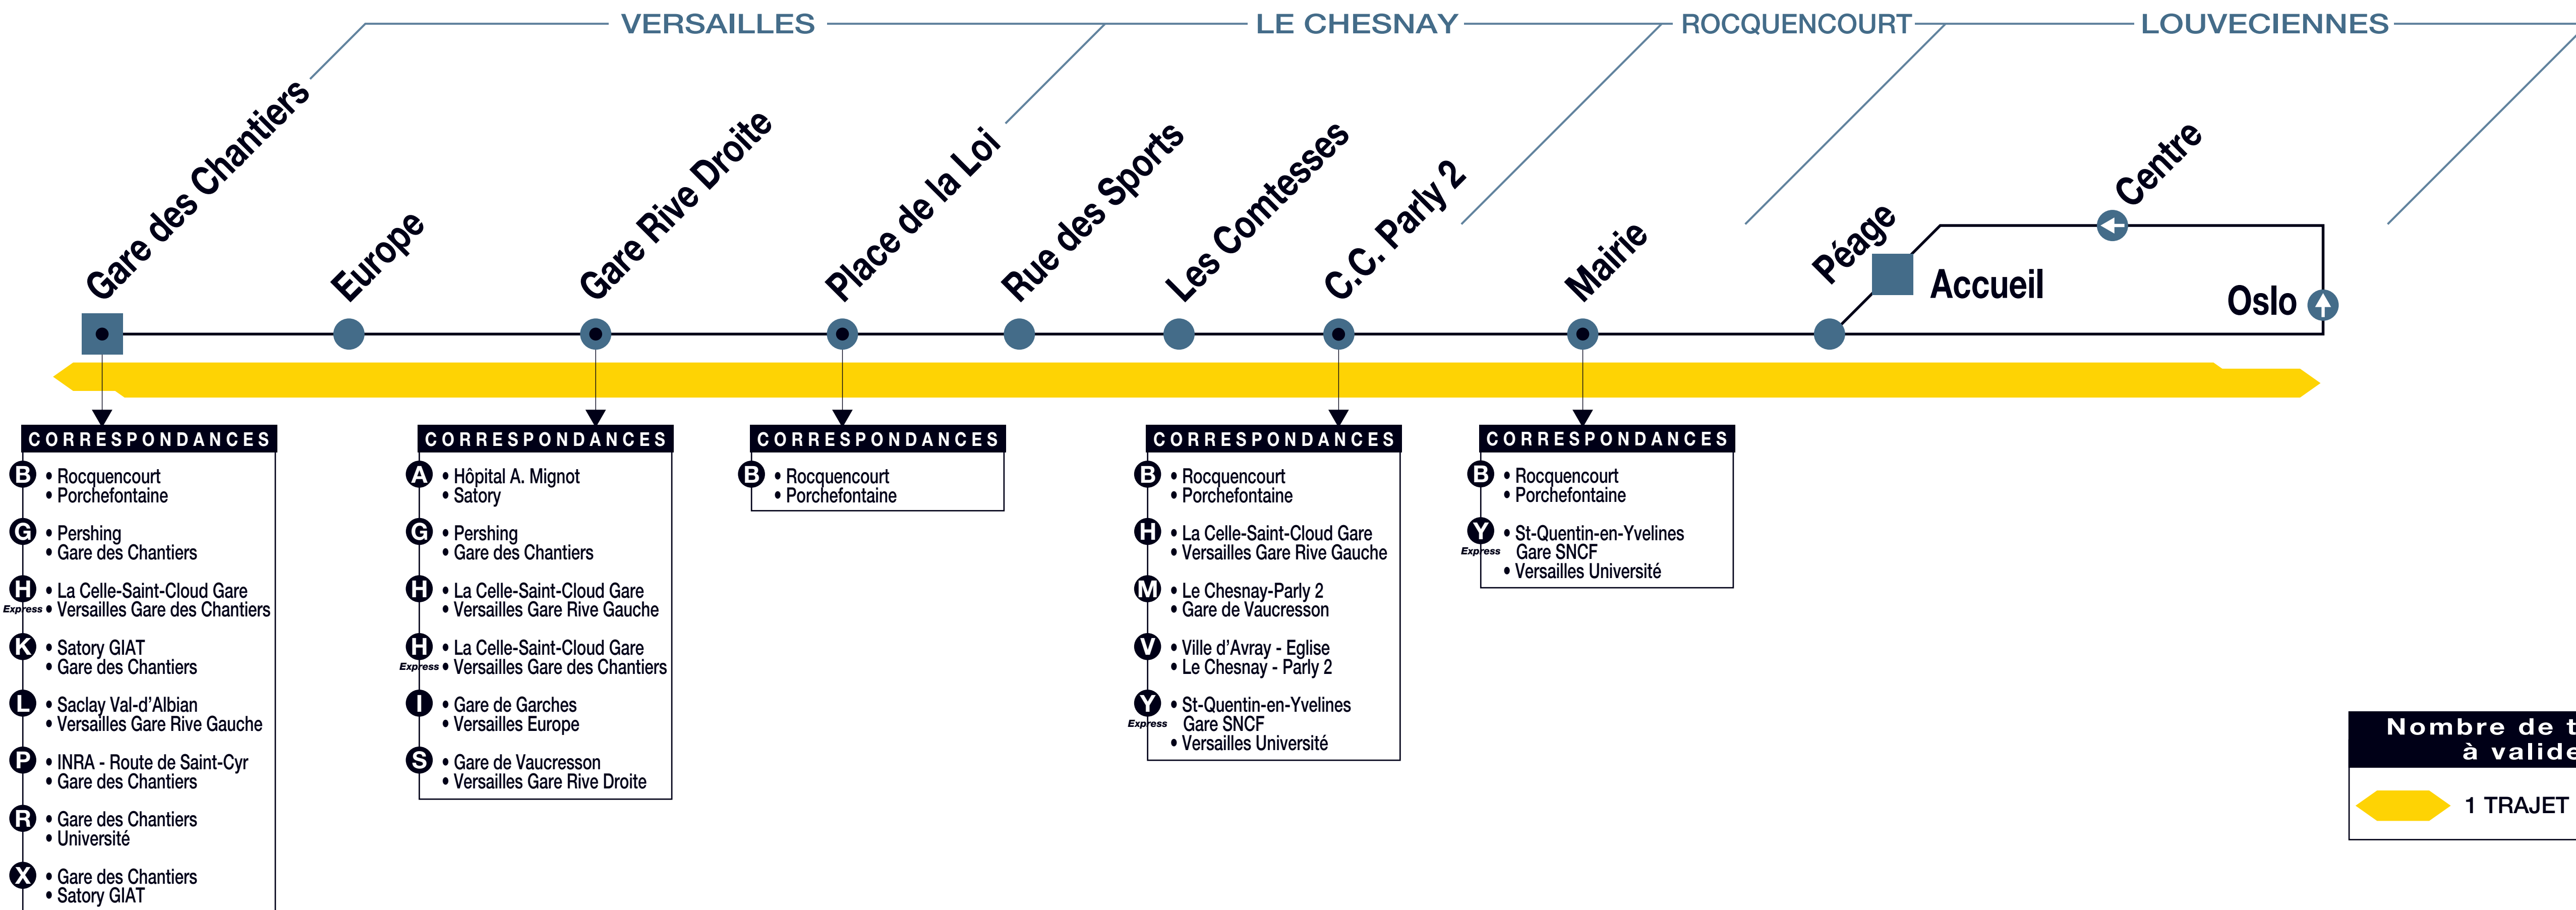 VERSAILLES
LE CHESNAY
ROCQUENCOURT
LOUVECIENNES
Gare des Chantiers
Europe
Gare Rive Droite
Place de la Loi
Rue des Sports
Les Comtesses
C.C. Parly 2
Mairie
Péage
Accueil
Centre
Oslo
CORRESPONDANCES
B • Rocquencourt
• Porchefontaine
G • Pershing
• Gare des Chantiers
H • La Celle-Saint-Cloud Gare
Express • Versailles Gare des Chantiers
K • Satory GIAT
• Gare des Chantiers
L • Saclay Val-d'Albian
• Versailles Gare Rive Gauche
P • INRA - Route de Saint-Cyr
• Gare des Chantiers
R • Gare des Chantiers
• Université
X • Gare des Chantiers
• Satory GIAT
CORRESPONDANCES
A • Hôpital A. Mignot
• Satory
G • Pershing
• Gare des Chantiers
H • La Celle-Saint-Cloud Gare
• Versailles Gare Rive Gauche
H • La Celle-Saint-Cloud Gare
Express • Versailles Gare des Chantiers
I • Gare de Garches
• Versailles Europe
S • Gare de Vaucresson
• Versailles Gare Rive Droite
CORRESPONDANCES
B • Rocquencourt
• Porchefontaine
CORRESPONDANCES
B • Rocquencourt
• Porchefontaine
H • La Celle-Saint-Cloud Gare
• Versailles Gare Rive Gauche
M • Le Chesnay-Parly 2
• Gare de Vaucresson
V • Ville d'Avray - Eglise
• Le Chesnay - Parly 2
Y • St-Quentin-en-Yvelines
Express Gare SNCF
• Versailles Université
CORRESPONDANCES
B • Rocquencourt
• Porchefontaine
Y • St-Quentin-en-Yvelines
Express Gare SNCF
• Versailles Université
Nombre de t
à valide
1 TRAJET